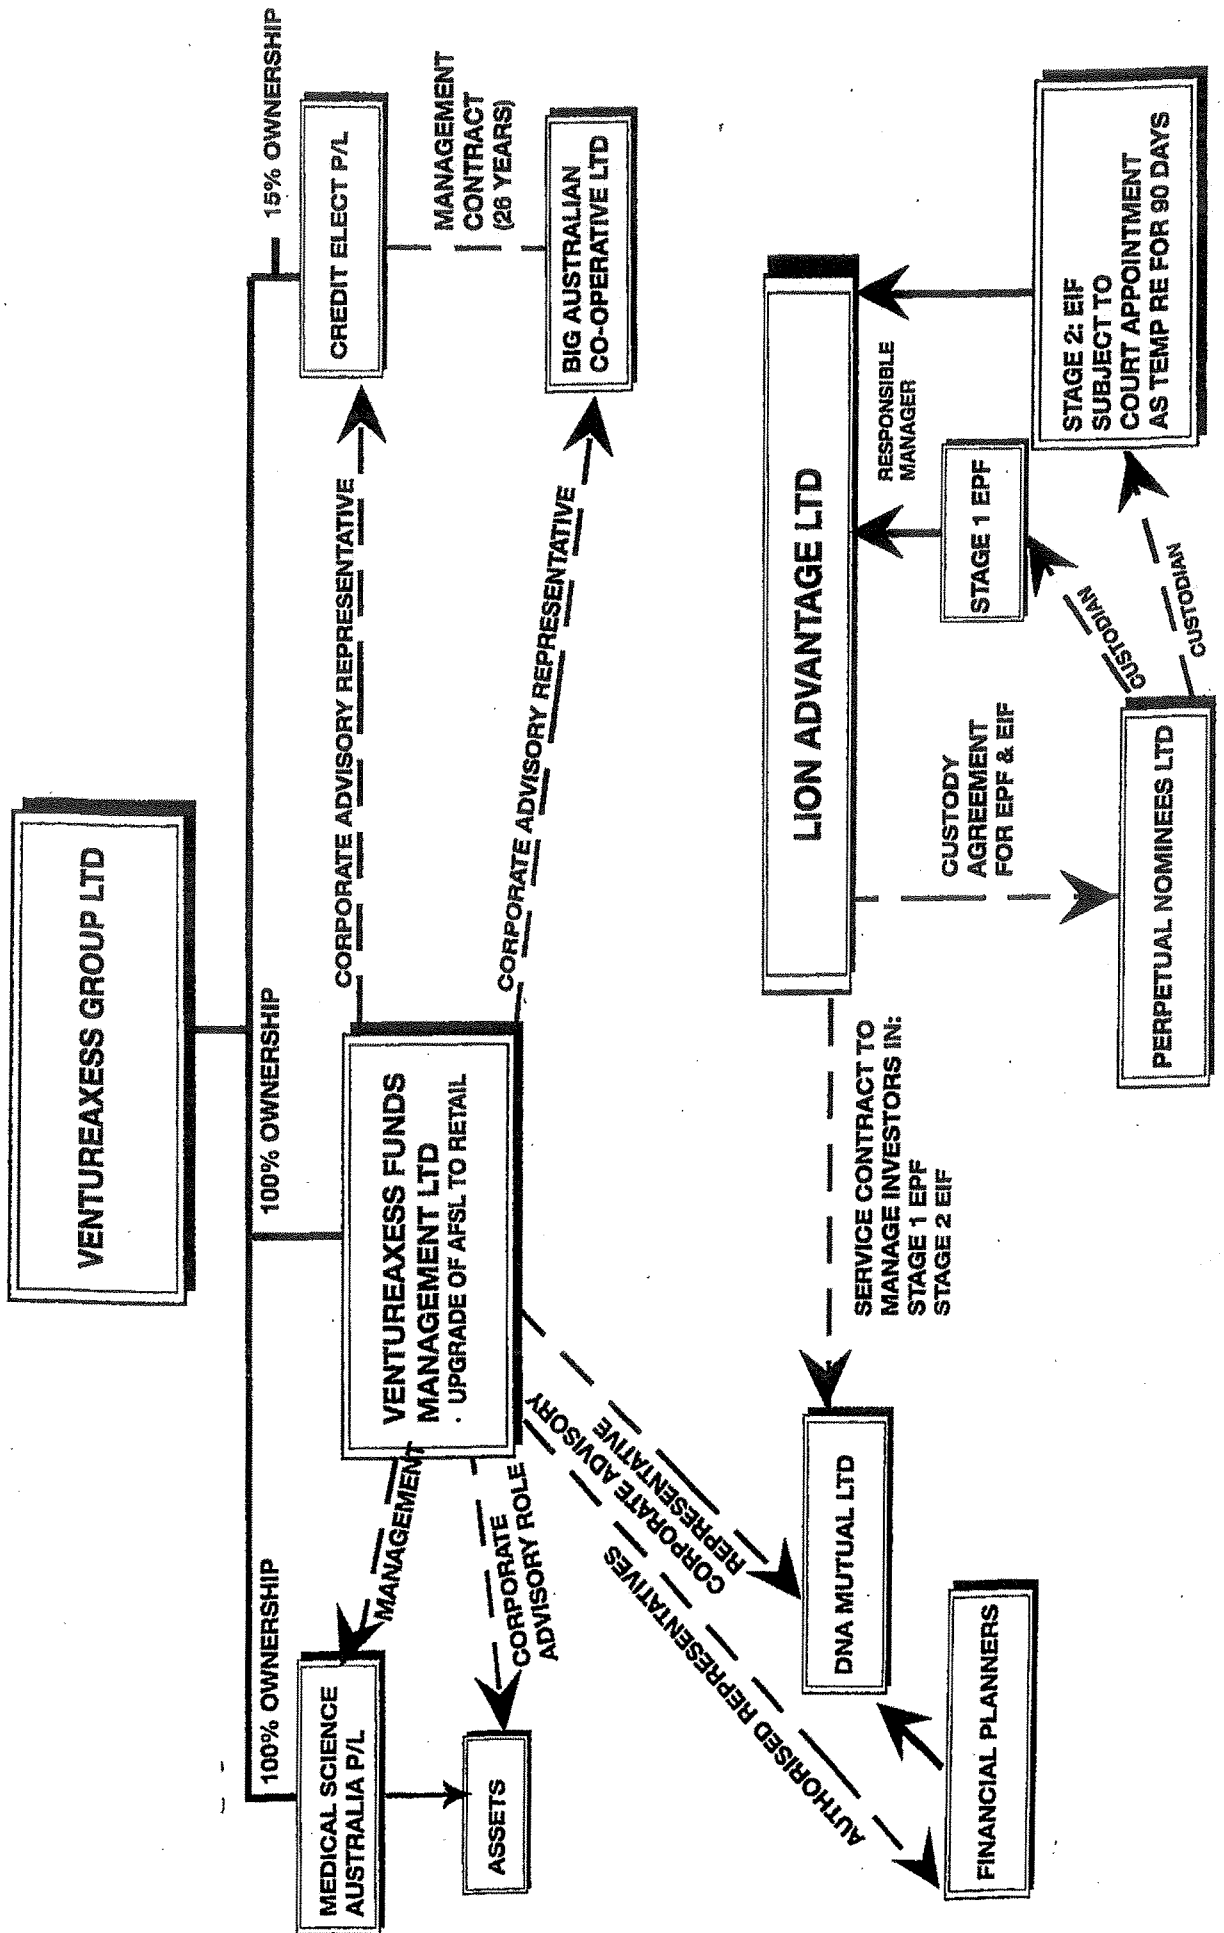 VENTUREAXESS GROUP LTD
100% OWNERSHIP
100% OWNERSHIP
15% OWNERSHIP
MEDICAL SCIENCE
AUSTRALIA P/L
MANAGEMENT
ASSETS
CORPORATE
ADVISORY ROLE
VENTUREAXESS FUNDS
MANAGEMENT LTD
· UPGRADE OF AFSL TO RETAIL
CORPORATE ADVISORY REPRESENTATIVE
CREDIT ELECT P/L
MANAGEMENT
CONTRACT
(26 YEARS)
CORPORATE ADVISORY REPRESENTATIVE
BIG AUSTRALIAN
CO-OPERATIVE LTD
AUTHORISED REPRESENTATIVES
CORPORATE ADVISORY
REPRESENTATIVE
DNA MUTUAL LTD
FINANCIAL PLANNERS
SERVICE CONTRACT TO
MANAGE INVESTORS IN:
STAGE 1 EPF
STAGE 2 EIF
LION ADVANTAGE LTD
CUSTODY
AGREEMENT
FOR EPF & EIF
RESPONSIBLE
MANAGER
STAGE 1 EPF
STAGE 2: EIF
SUBJECT TO
COURT APPOINTMENT
AS TEMP RE FOR 90 DAYS
CUSTODIAN
CUSTODIAN
PERPETUAL NOMINEES LTD